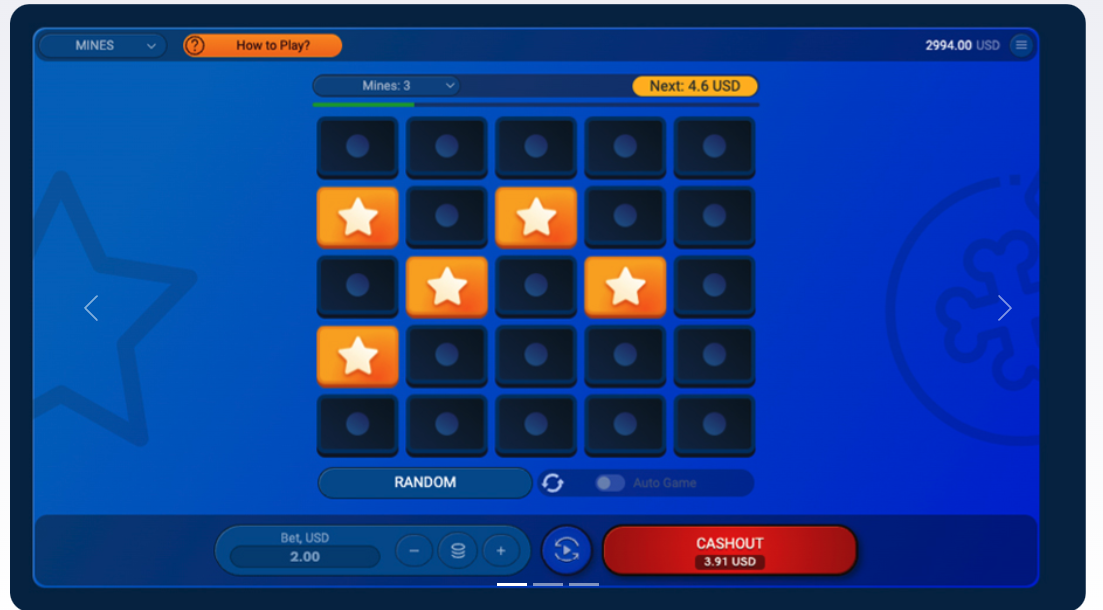 MINES
? How to Play?
2994.00 USD
Mines: 3
Next: 4.6 USD
RANDOM
Auto Game
Bet, USD
2.00
−
+
CASHOUT
3.91 USD